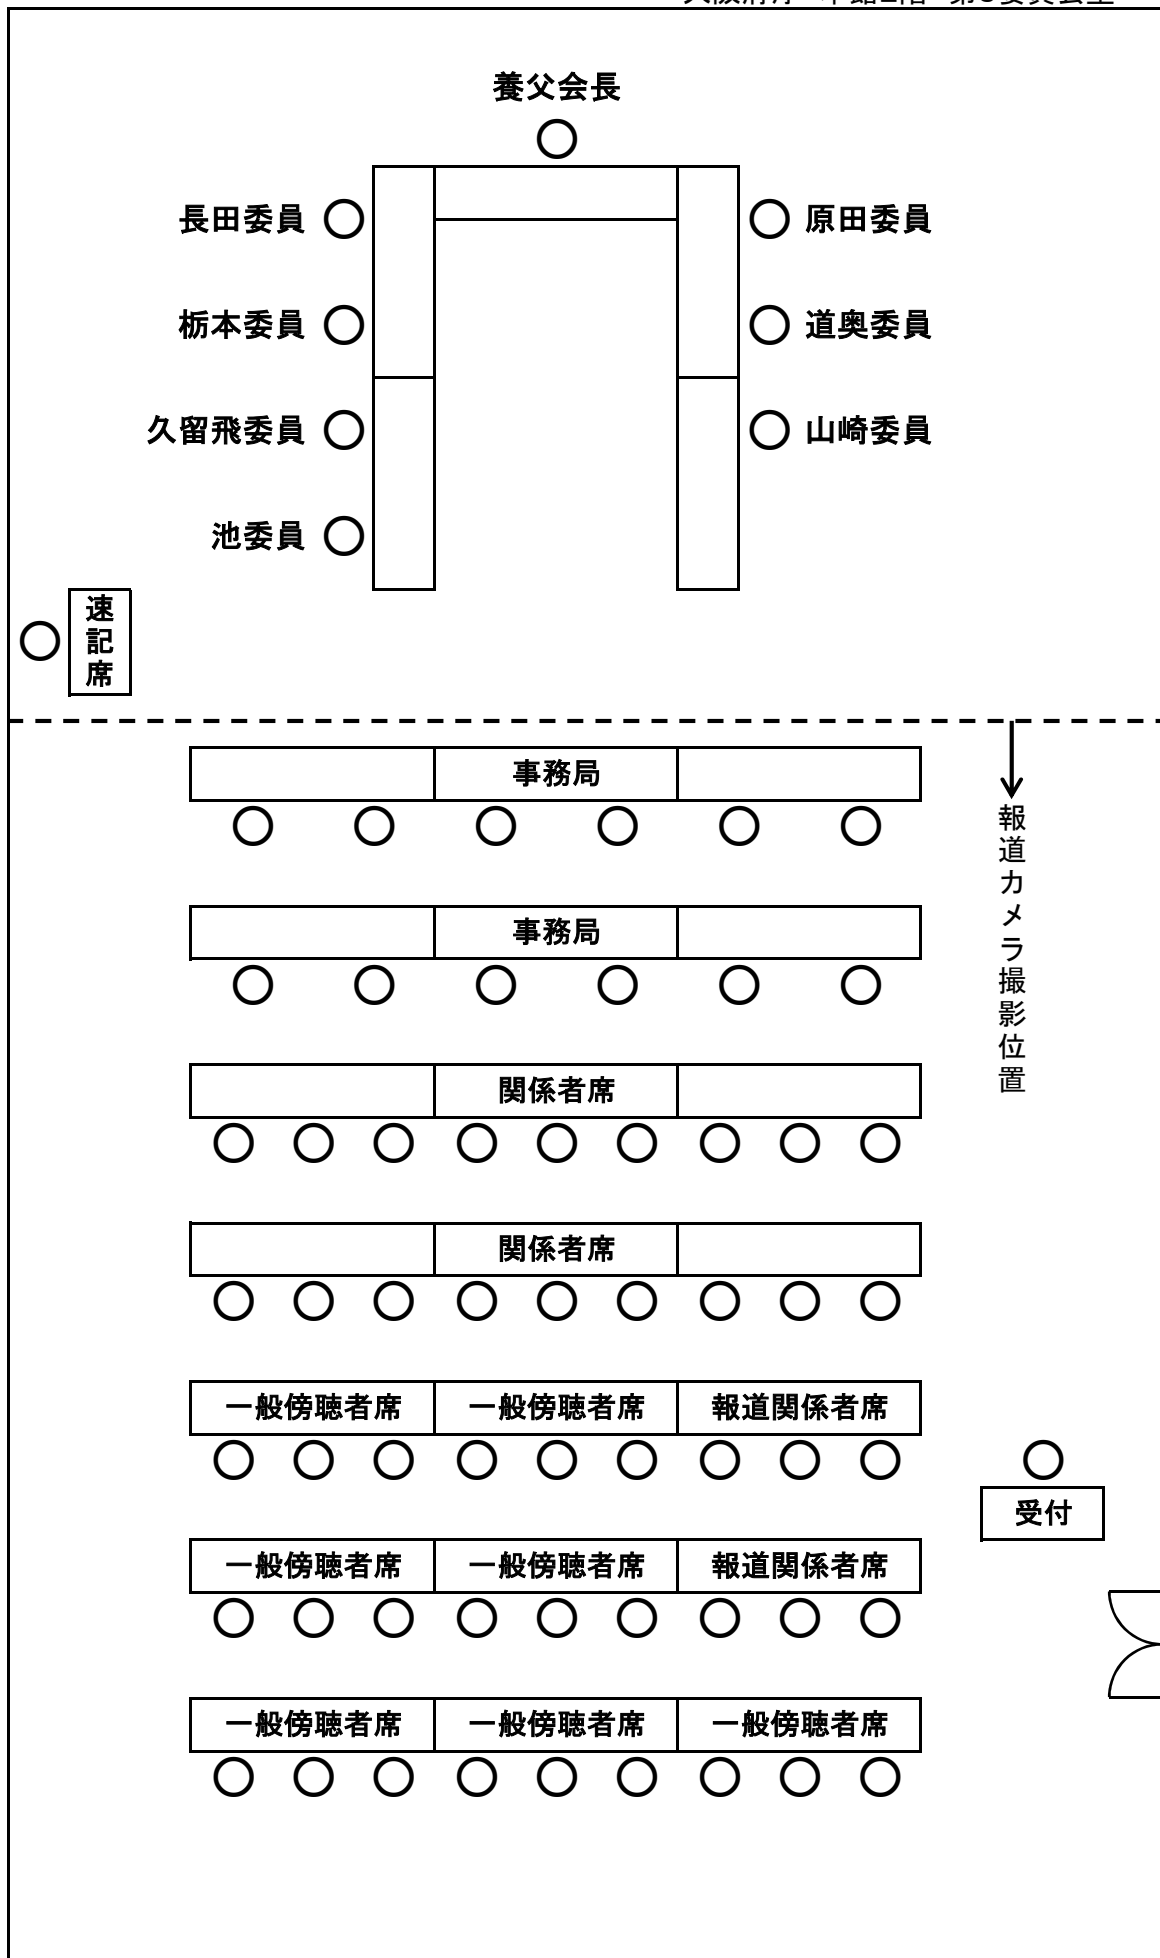 養父会長
長田委員
原田委員
栃本委員
道奥委員
久留飛委員
山崎委員
池委員
速記席
事務局
報道カメラ撮影位置
事務局
関係者席
関係者席
一般傍聴者席 一般傍聴者席 報道関係者席
受付
一般傍聴者席 一般傍聴者席 報道関係者席
一般傍聴者席 一般傍聴者席 一般傍聴者席